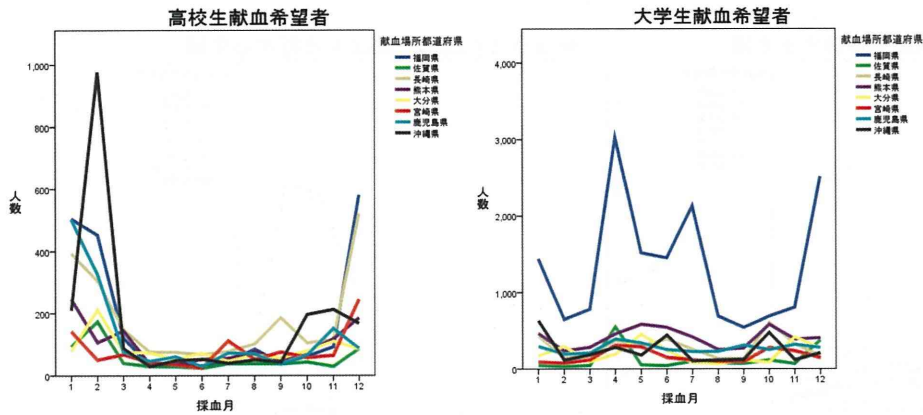 高校生献血希望者
献血場所都道府県
福岡県
佐賀県
長崎県
熊本県
大分県
宮崎県
鹿児島県
沖縄県
1,000
800
600
400
200
0
人数
1 2 3 4 5 6 7 8 9 10 11 12
採血月
大学生献血希望者
献血場所都道府県
福岡県
佐賀県
長崎県
熊本県
大分県
宮崎県
鹿児島県
沖縄県
4,000
3,000
2,000
1,000
0
人数
1 2 3 4 5 6 7 8 9 10 11 12
採血月